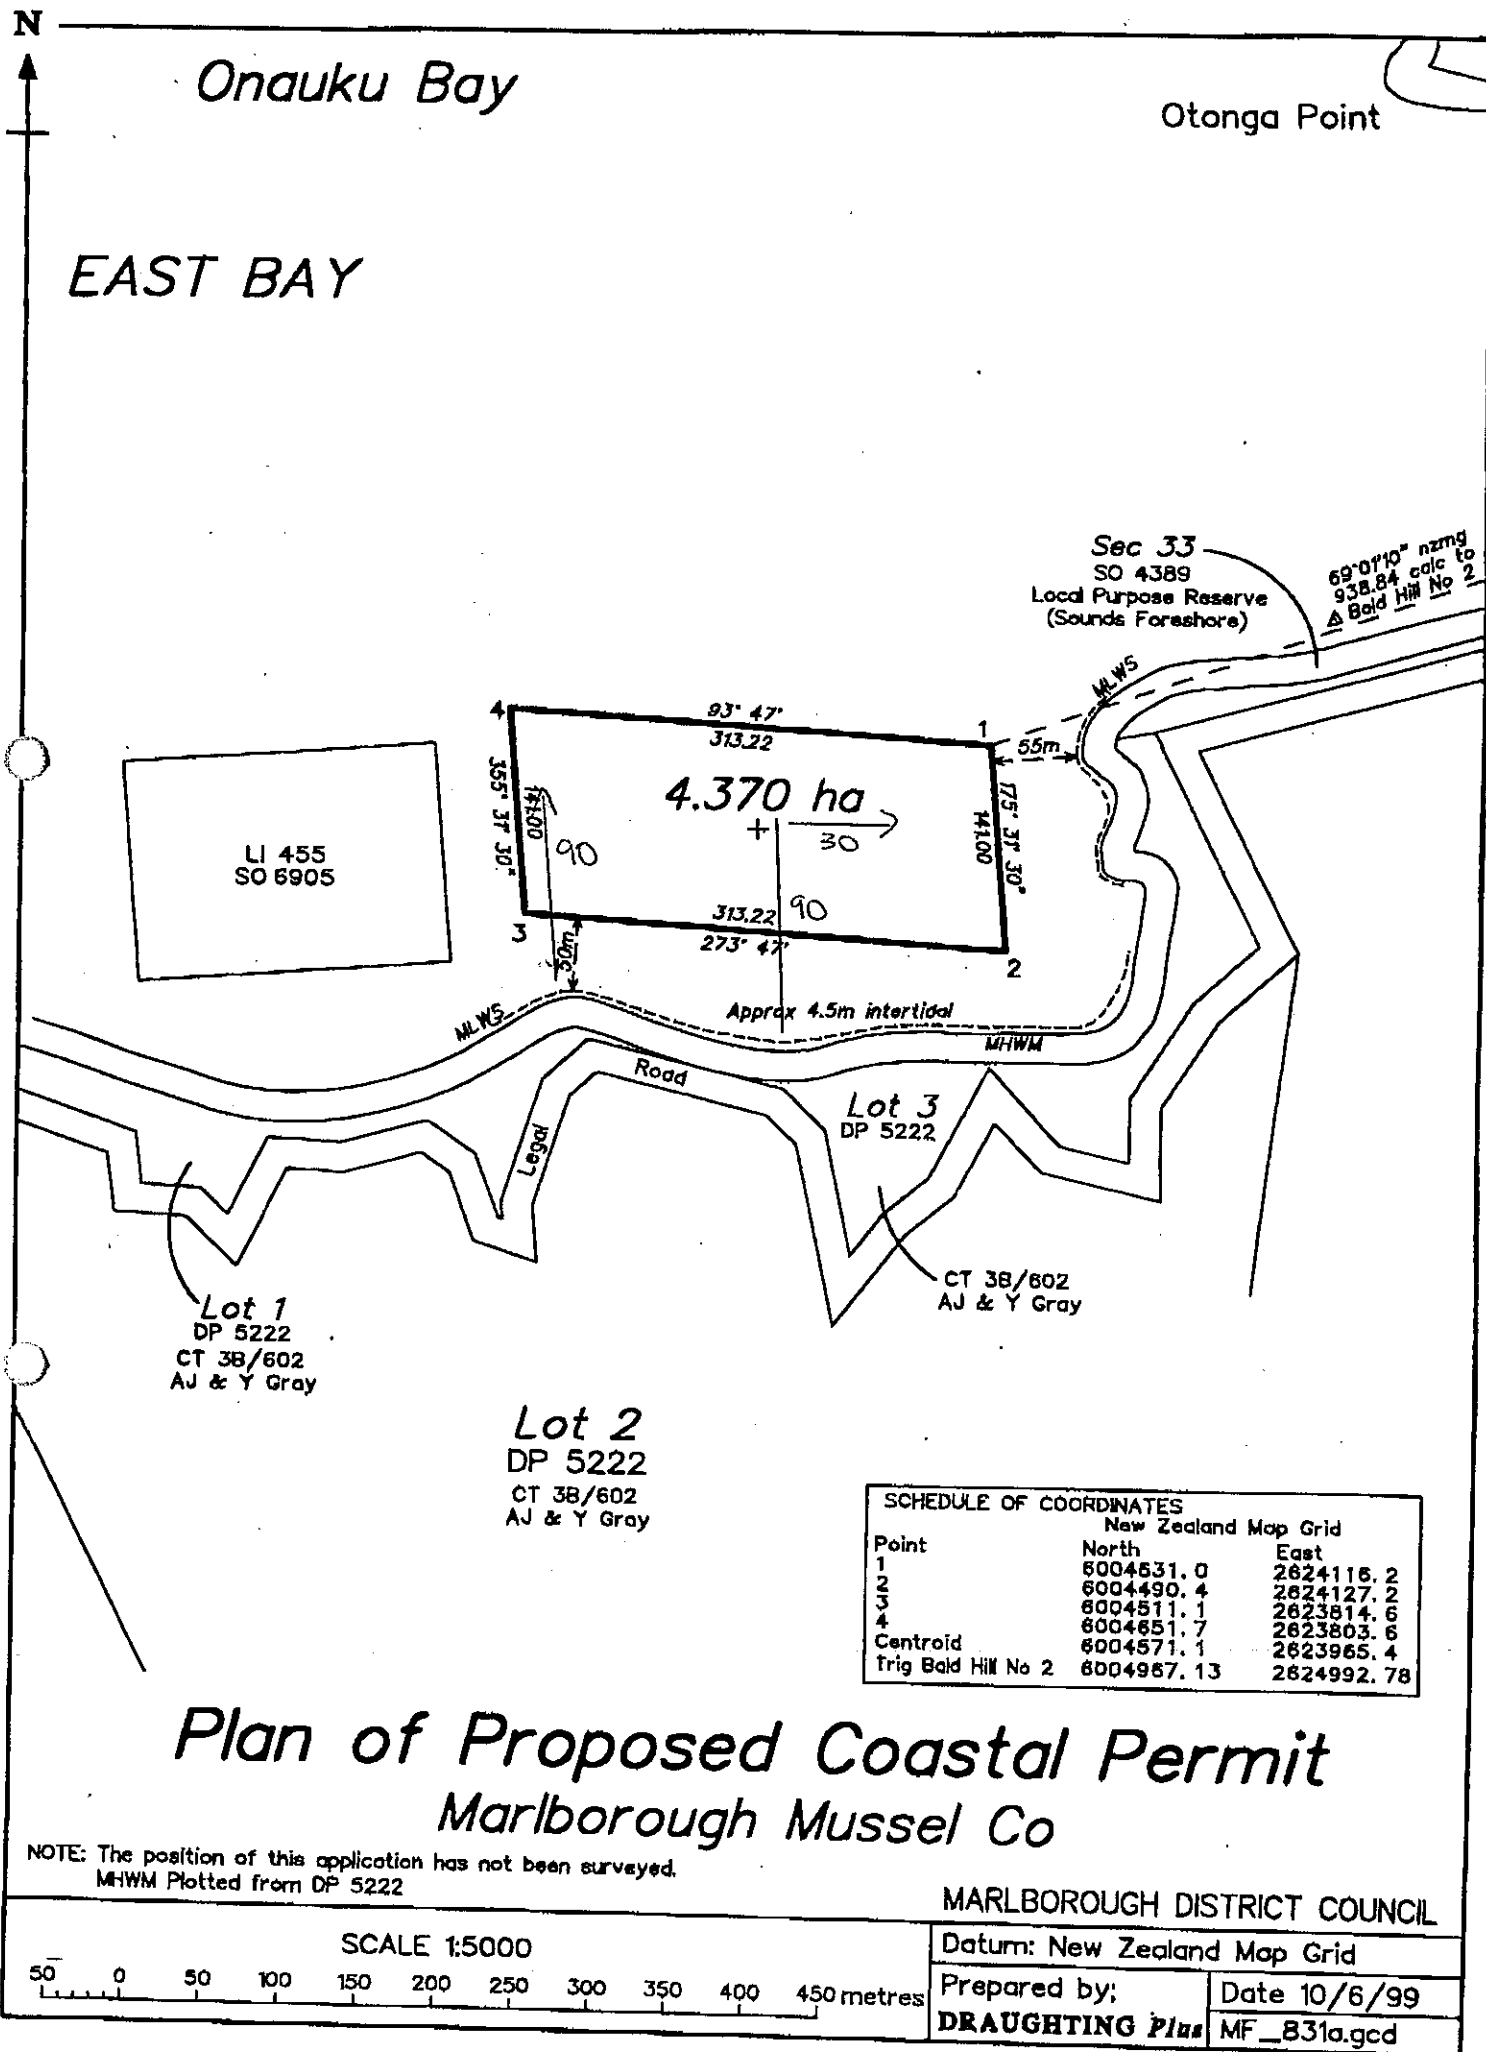 N
Onauku Bay
Otonga Point
EAST BAY
Sec 33
SO 4389
Local Purpose Reserve
(Sounds Foreshore)
69°01'10" nzmg
938.84 calc to
Bald Hill No 2
MLWS
4
93° 47'
313.22
1
55m
355° 31' 30"
141.00
4.370 ha
+
30
90
175° 31' 30"
141.00
LI 455
SO 6905
3
313.22
90
273° 47'
2
50m
MLWS
Approx 4.5m intertidal
MHWM
Road
Legal
Lot 3
DP 5222
CT 3B/602
AJ & Y Gray
Lot 1
DP 5222
CT 3B/602
AJ & Y Gray
Lot 2
DP 5222
CT 3B/602
AJ & Y Gray
SCHEDULE OF COORDINATES
New Zealand Map Grid
Point North East
1 6004631.0 2624116.2
2 6004490.4 2624127.2
3 6004511.1 2623814.6
4 6004651.7 2623803.6
Centroid 6004571.1 2623965.4
Trig Bald Hill No 2 6004967.13 2624992.78
Plan of Proposed Coastal Permit
Marlborough Mussel Co
NOTE: The position of this application has not been surveyed.
MHWM Plotted from DP 5222
MARLBOROUGH DISTRICT COUNCIL
SCALE 1:5000
50 0 50 100 150 200 250 300 350 400 450 metres
Datum: New Zealand Map Grid
Prepared by:
DRAUGHTING Plus
Date 10/6/99
MF_831a.gcd